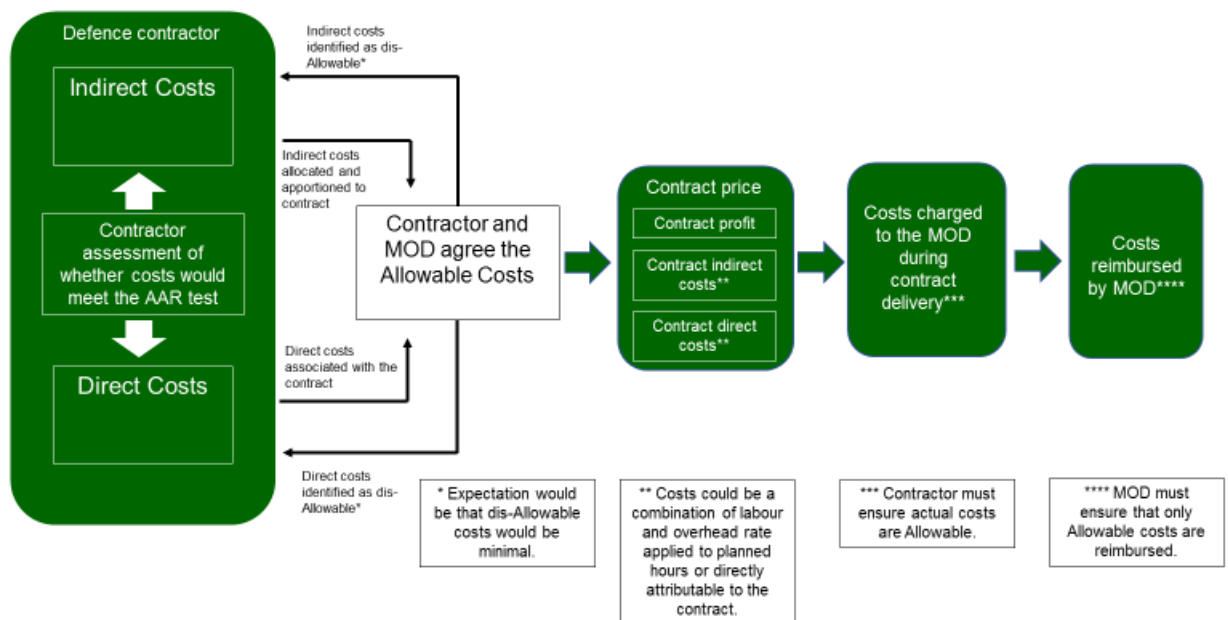 Defence contractor
Indirect Costs
Contractor
assessment of
whether costs would
meet the AAR test
Direct Costs
Indirect costs
identified as dis-
Allowable*
Indirect costs
allocated and
apportioned to
contract
Contractor and
MOD agree the
Allowable Costs
Direct costs
associated with the
contract
Direct costs
identified as dis-
Allowable*
Contract price
Contract profit
Contract indirect
costs**
Contract direct
costs**
Costs charged
to the MOD
during
contract
delivery***
Costs
reimbursed
by MOD****
* Expectation would
be that dis-Allowable
costs would be
minimal.
** Costs could be a
combination of labour
and overhead rate
applied to planned
hours or directly
attributable to the
contract.
*** Contractor must
ensure actual costs
are Allowable.
**** MOD must
ensure that only
Allowable costs are
reimbursed.